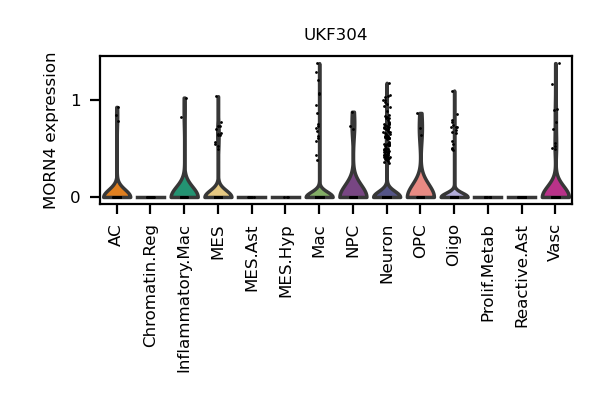 UKF304
MORN4 expression
1
0
AC
Chromatin.Reg
Inflammatory.Mac
MES
MES.Ast
MES.Hyp
Mac
NPC
Neuron
OPC
Oligo
Prolif.Metab
Reactive.Ast
Vasc